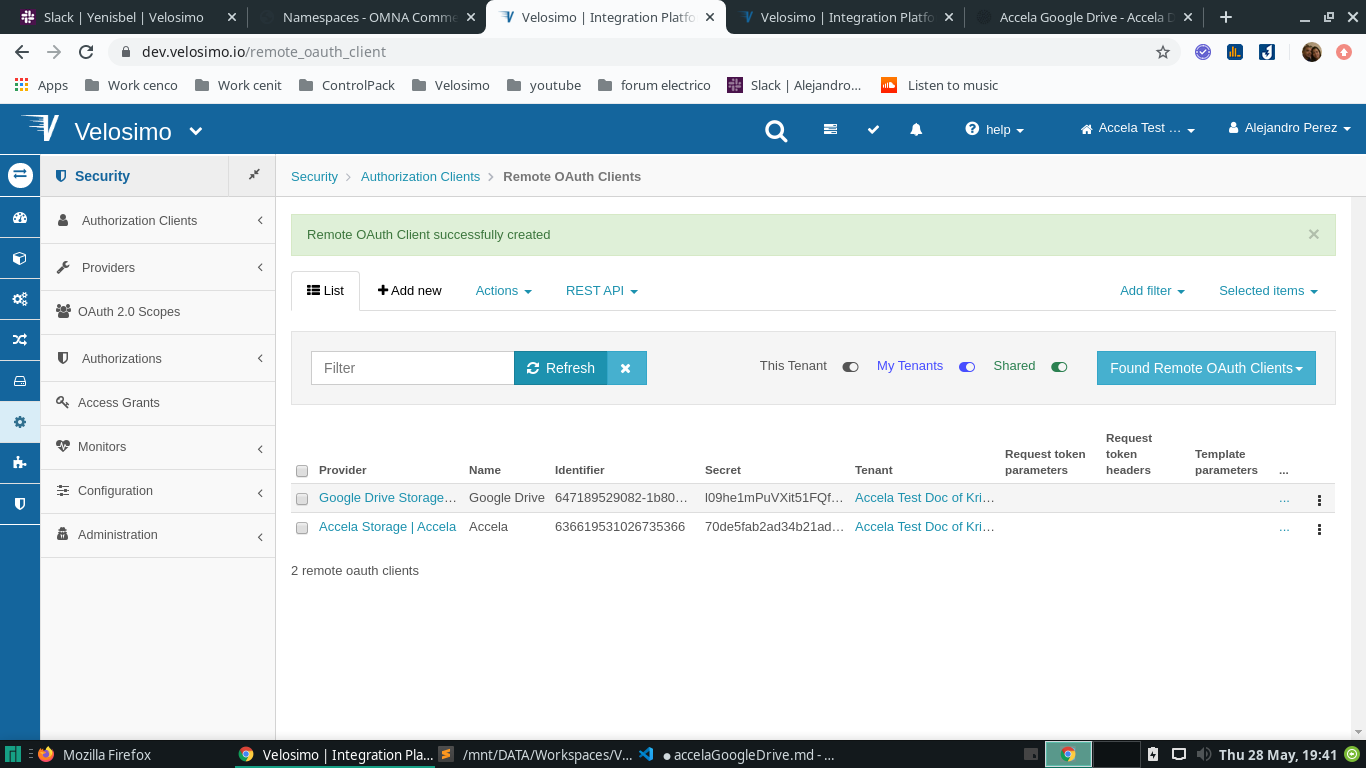 Slack | Yenisbel | Velosimo
Namespaces - OMNA Comme
Velosimo | Integration Platfo
Velosimo | Integration Platfo
Accela Google Drive - Accela D
dev.velosimo.io/remote_oauth_client
Apps
Work cenco
Work cenit
ControlPack
Velosimo
youtube
forum electrico
Slack | Alejandro...
Listen to music
Velosimo
help
Accela Test ...
Alejandro Perez
Security
Security
Authorization Clients
Remote OAuth Clients
Authorization Clients
Providers
OAuth 2.0 Scopes
Authorizations
Access Grants
Monitors
Configuration
Administration
Remote OAuth Client successfully created
×
List
Add new
Actions
REST API
Add filter
Selected items
Filter
Refresh
This Tenant
My Tenants
Shared
Found Remote OAuth Clients
Provider
Name
Identifier
Secret
Tenant
Request token
parameters
Request
token
headers
Template
parameters
...
Google Drive Storage…
Google Drive
647189529082-1b80…
l09he1mPuVXit51FQf…
Accela Test Doc of Kri…
...
Accela Storage | Accela
Accela
636619531026735366
70de5fab2ad34b21ad…
Accela Test Doc of Kri…
...
2 remote oauth clients
Mozilla Firefox
Velosimo | Integration Pla...
/mnt/DATA/Workspaces/V...
● accelaGoogleDrive.md - ...
Thu 28 May, 19:41